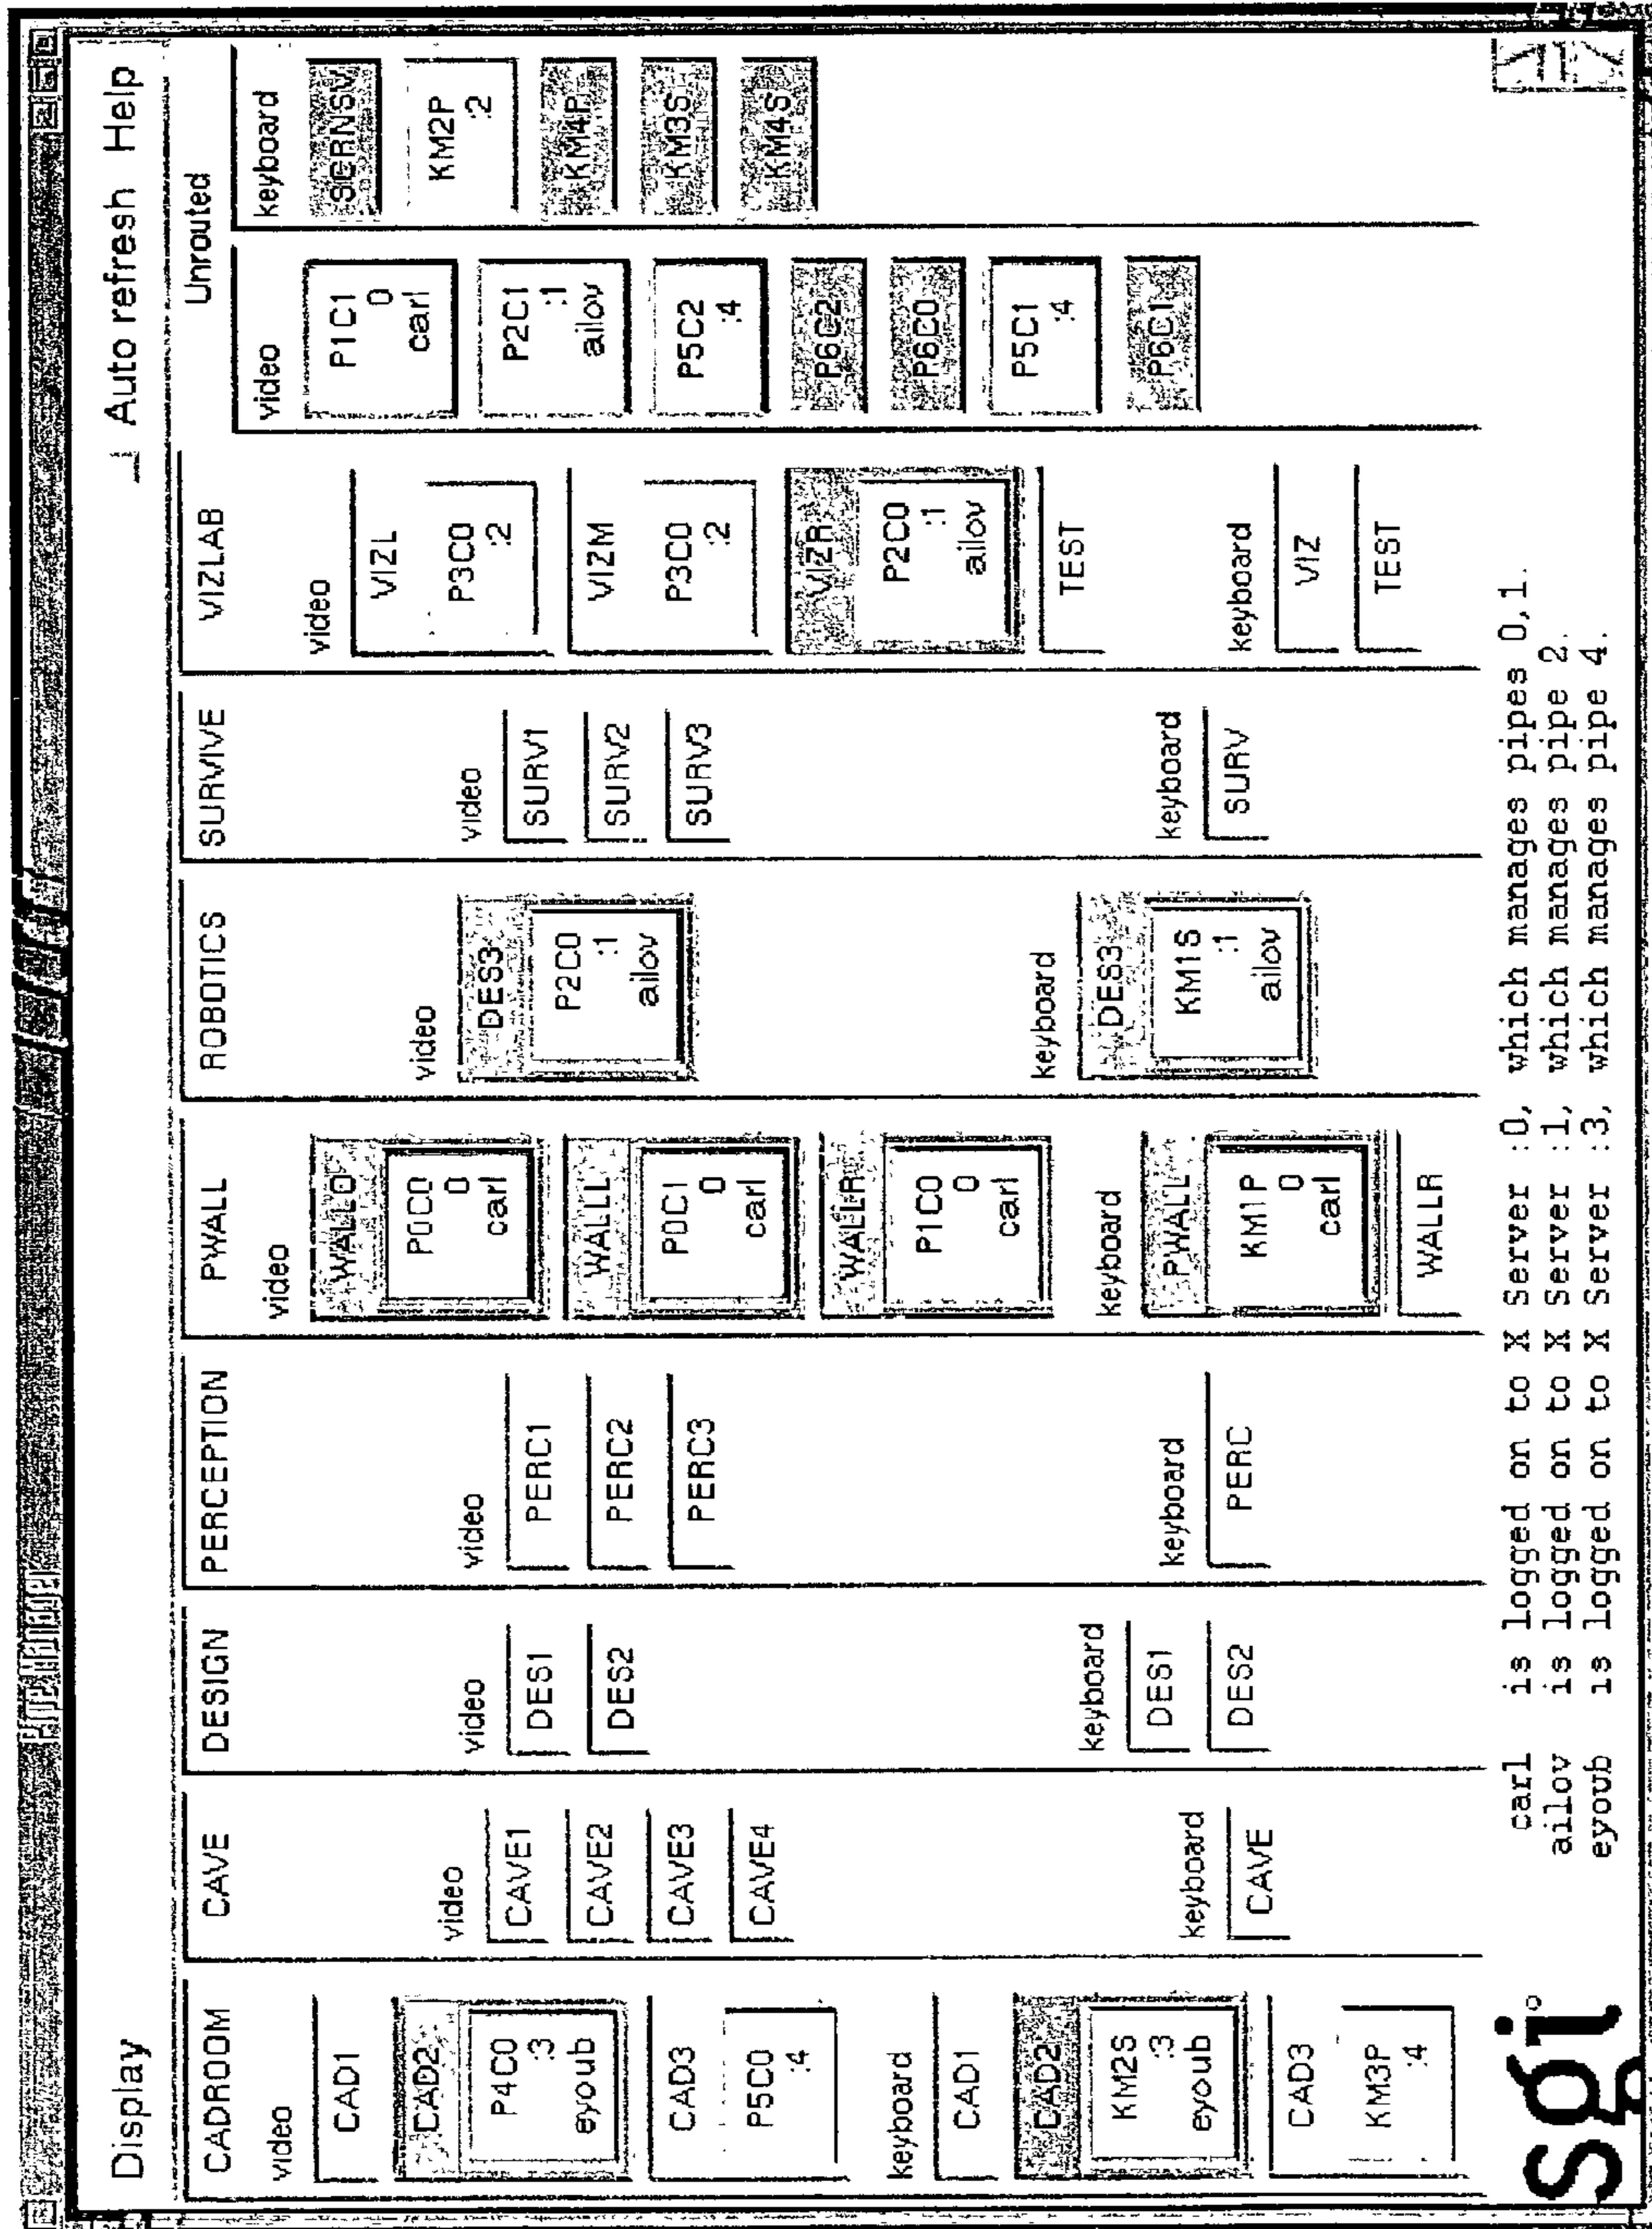 PipeManager
Display
Auto refresh Help
CADROOM
video
CAD1
CAD2
P4C0
:3
eyoub
CAD3
P5C0
:4
keyboard
CAD1
CAD2
KM2S
:3
eyoub
CAD3
KM3P
:4
CAVE
video
CAVE1
CAVE2
CAVE3
CAVE4
keyboard
CAVE
DESIGN
video
DES1
DES2
keyboard
DES1
DES2
PERCEPTION
video
PERC1
PERC2
PERC3
keyboard
PERC
PWALL
video
WALLO
P0C0
0
carl
WALLL
P0C1
0
carl
WALLR
P1C0
0
carl
keyboard
PWALL
KM1P
0
carl
WALLR
ROBOTICS
video
DES3
P2C0
:1
ailov
keyboard
DES3
KM1S
:1
ailov
SURVIVE
video
SURV1
SURV2
SURV3
keyboard
SURV
VIZLAB
video
VIZL
P3C0
:2
VIZM
P3C0
:2
VIZR
P2C0
:1
ailov
TEST
keyboard
VIZ
TEST
Unrouted
video
P1C1
0
carl
P2C1
:1
ailov
P5C2
:4
P6C2
P6C0
P5C1
:4
P6C1
keyboard
SCRNSV
KM2P
:2
KM4P
KM3S
KM4S
sgi
carl is logged on to X Server :0, which manages pipes 0,1.
ailov is logged on to X Server :1, which manages pipe 2.
eyoub is logged on to X Server :3, which manages pipe 4.